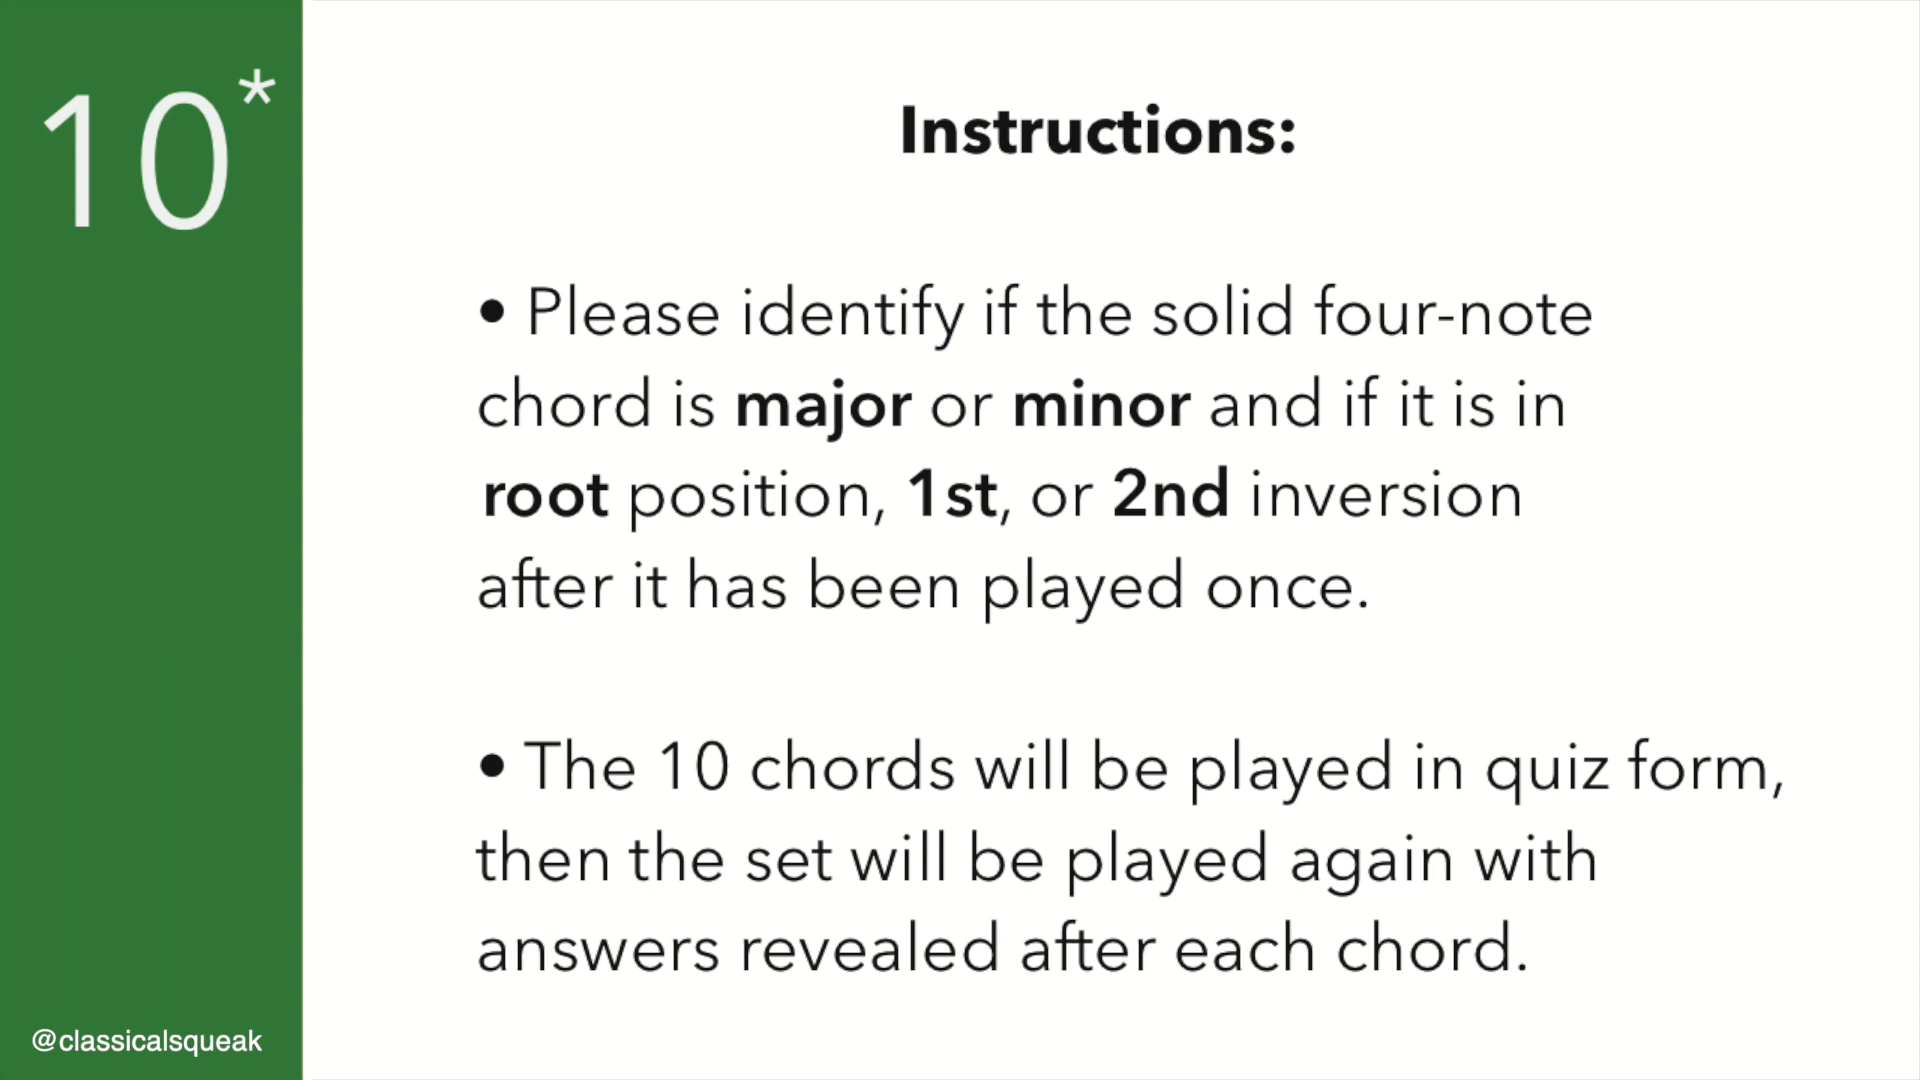 10*
Instructions:
• Please identify if the solid four-note
chord is major or minor and if it is in
root position, 1st, or 2nd inversion
after it has been played once.
• The 10 chords will be played in quiz form,
then the set will be played again with
answers revealed after each chord.
@classicalsqueak